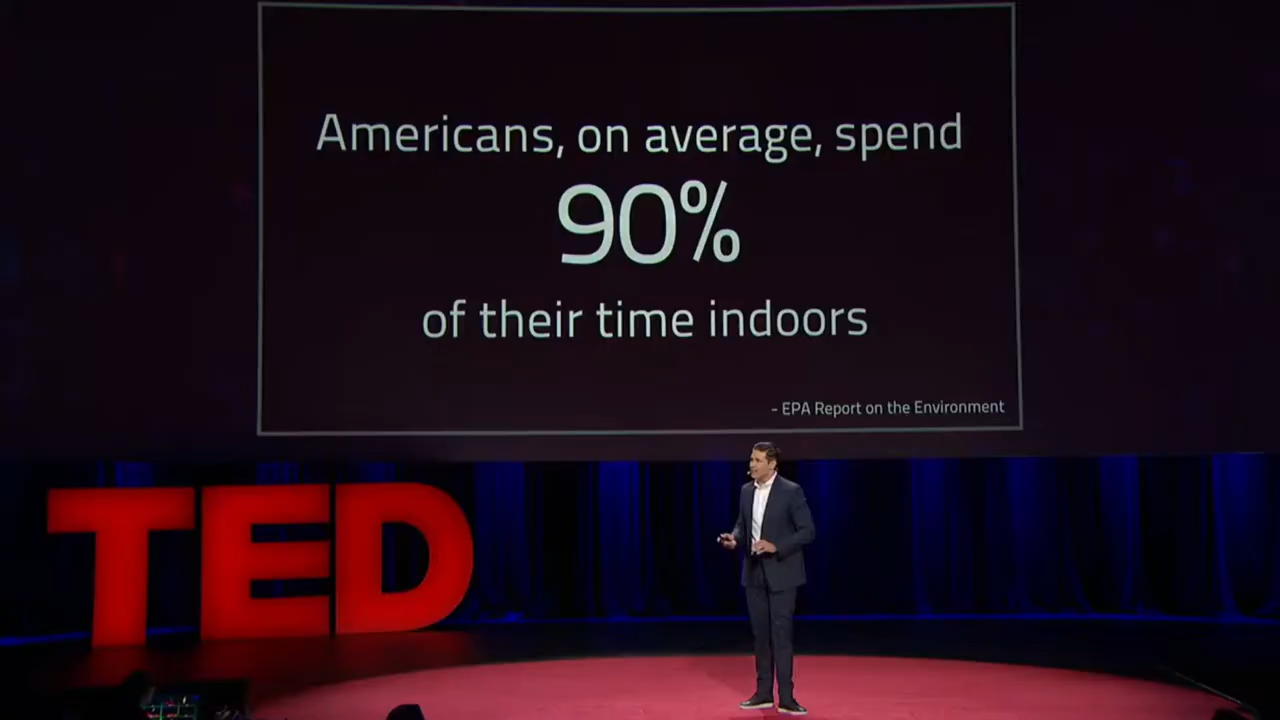 Americans, on average, spend
90%
of their time indoors
- EPA Report on the Environment
TED